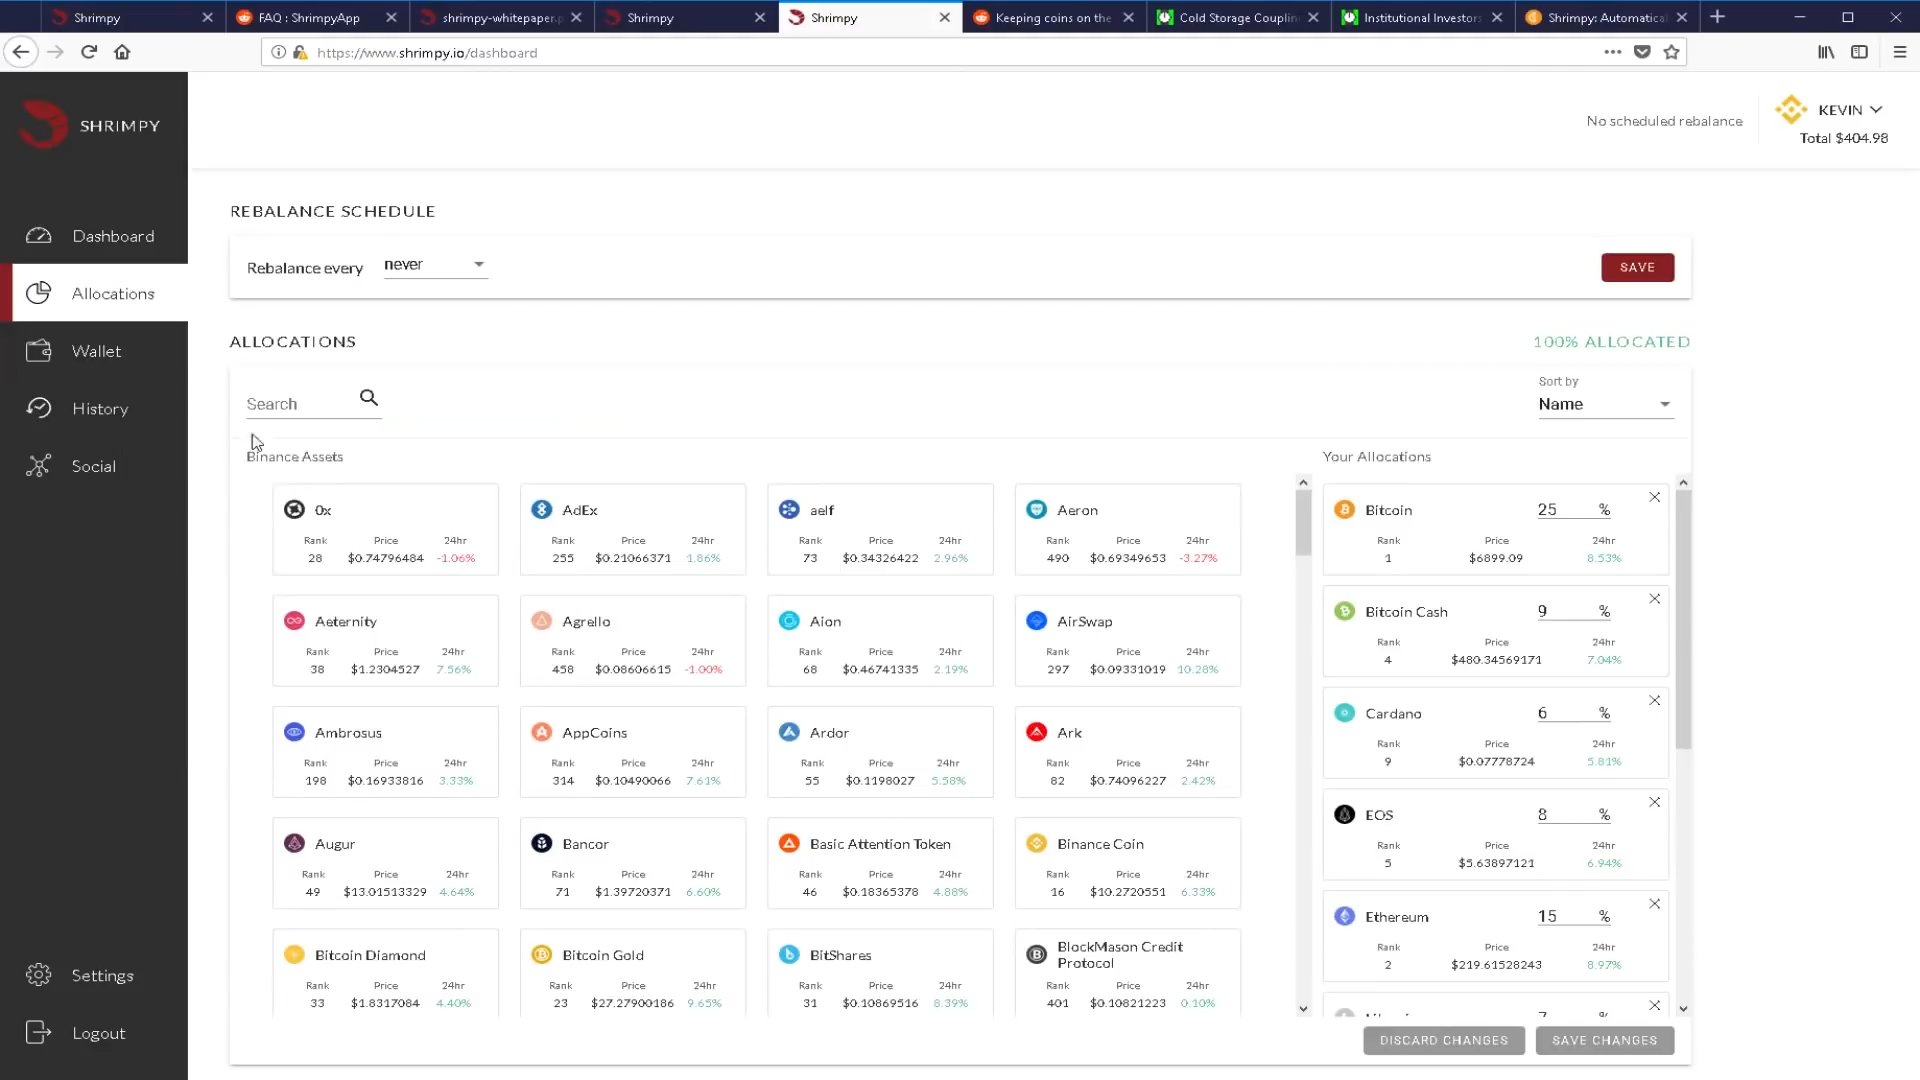 Shrimpy
FAQ : ShrimpyApp
shrimpy-whitepaper.p
Shrimpy
Shrimpy
Keeping coins on the
Cold Storage Couplin
Institutional Investors
Shrimpy: Automatical
https://www.shrimpy.io/dashboard
SHRIMPY
No scheduled rebalance
KEVIN
Total $404.98
Dashboard
Allocations
Wallet
History
Social
Settings
Logout
REBALANCE SCHEDULE
Rebalance every never
SAVE
ALLOCATIONS
100% ALLOCATED
Search
Sort by
Name
Binance Assets
0x
Rank Price 24hr
28 $0.74796484 -1.06%
AdEx
Rank Price 24hr
255 $0.21066371 1.86%
aelf
Rank Price 24hr
73 $0.34326422 2.96%
Aeron
Rank Price 24hr
490 $0.69349653 -3.27%
Aeternity
Rank Price 24hr
38 $1.2304527 7.56%
Agrello
Rank Price 24hr
458 $0.08606615 -1.00%
Aion
Rank Price 24hr
68 $0.46741335 2.19%
AirSwap
Rank Price 24hr
297 $0.09331019 10.28%
Ambrosus
Rank Price 24hr
198 $0.16933816 3.33%
AppCoins
Rank Price 24hr
314 $0.10490066 7.61%
Ardor
Rank Price 24hr
55 $0.1198027 5.58%
Ark
Rank Price 24hr
82 $0.74096227 2.42%
Augur
Rank Price 24hr
49 $13.01513329 4.64%
Bancor
Rank Price 24hr
71 $1.39720371 6.60%
Basic Attention Token
Rank Price 24hr
46 $0.18365378 4.88%
Binance Coin
Rank Price 24hr
16 $10.2720551 6.33%
Bitcoin Diamond
Rank Price 24hr
33 $1.8317084 4.40%
Bitcoin Gold
Rank Price 24hr
23 $27.27900186 9.65%
BitShares
Rank Price 24hr
31 $0.10869516 8.39%
BlockMason Credit
Protocol
Rank Price 24hr
401 $0.10821223 0.10%
Your Allocations
Bitcoin 25 %
Rank Price 24hr
1 $6899.09 8.53%
Bitcoin Cash 9 %
Rank Price 24hr
4 $480.34569171 7.04%
Cardano 6 %
Rank Price 24hr
9 $0.07778724 5.81%
EOS 8 %
Rank Price 24hr
5 $5.63897121 6.94%
Ethereum 15 %
Rank Price 24hr
2 $219.61528243 8.97%
DISCARD CHANGES
SAVE CHANGES